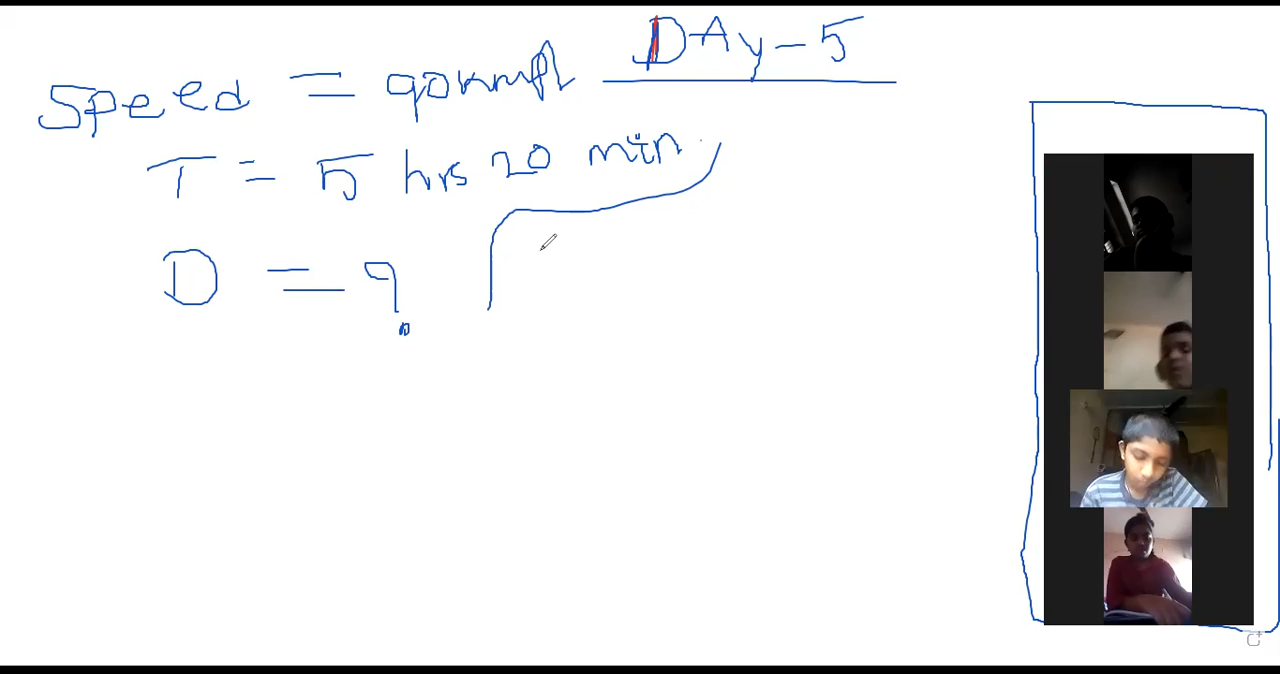 DAy - 5
Speed = 90kmph
T = 5 hrs 20 min
D = ?